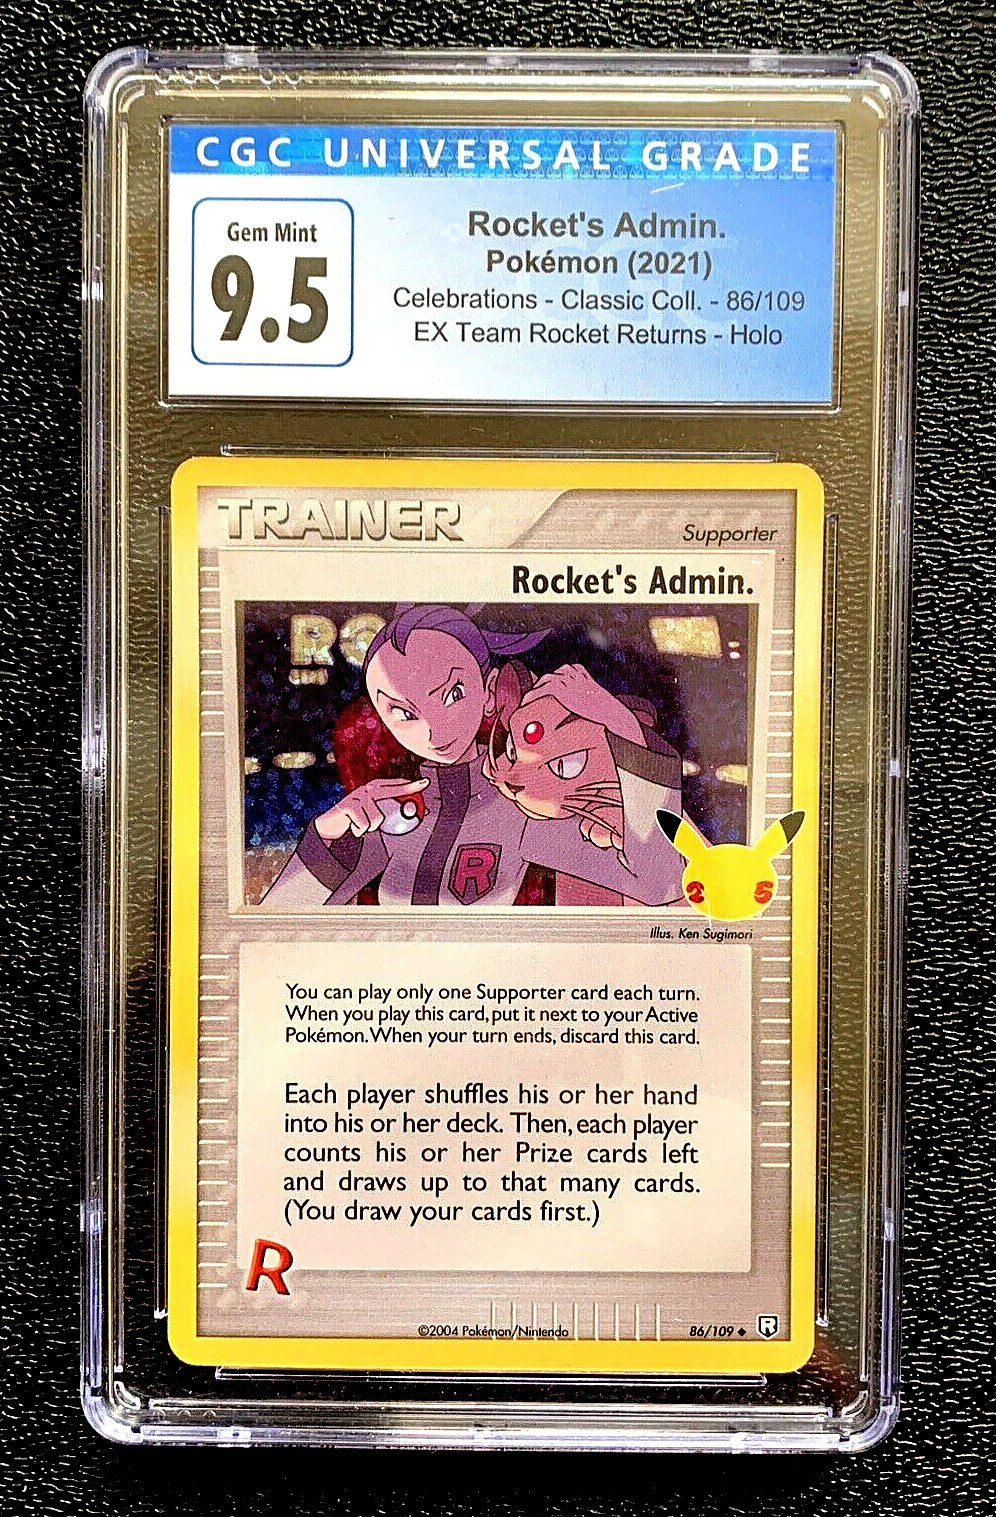 CGC UNIVERSAL GRADE
Gem Mint
9.5
Rocket's Admin.
Pokémon (2021)
Celebrations - Classic Coll. - 86/109
EX Team Rocket Returns - Holo
TRAINER
Supporter
Rocket's Admin.
R
R
25
Illus. Ken Sugimori
You can play only one Supporter card each turn.
When you play this card, put it next to your Active
Pokémon. When your turn ends, discard this card.
Each player shuffles his or her hand
into his or her deck. Then, each player
counts his or her Prize cards left
and draws up to that many cards.
(You draw your cards first.)
R
©2004 Pokémon/Nintendo
86/109
R